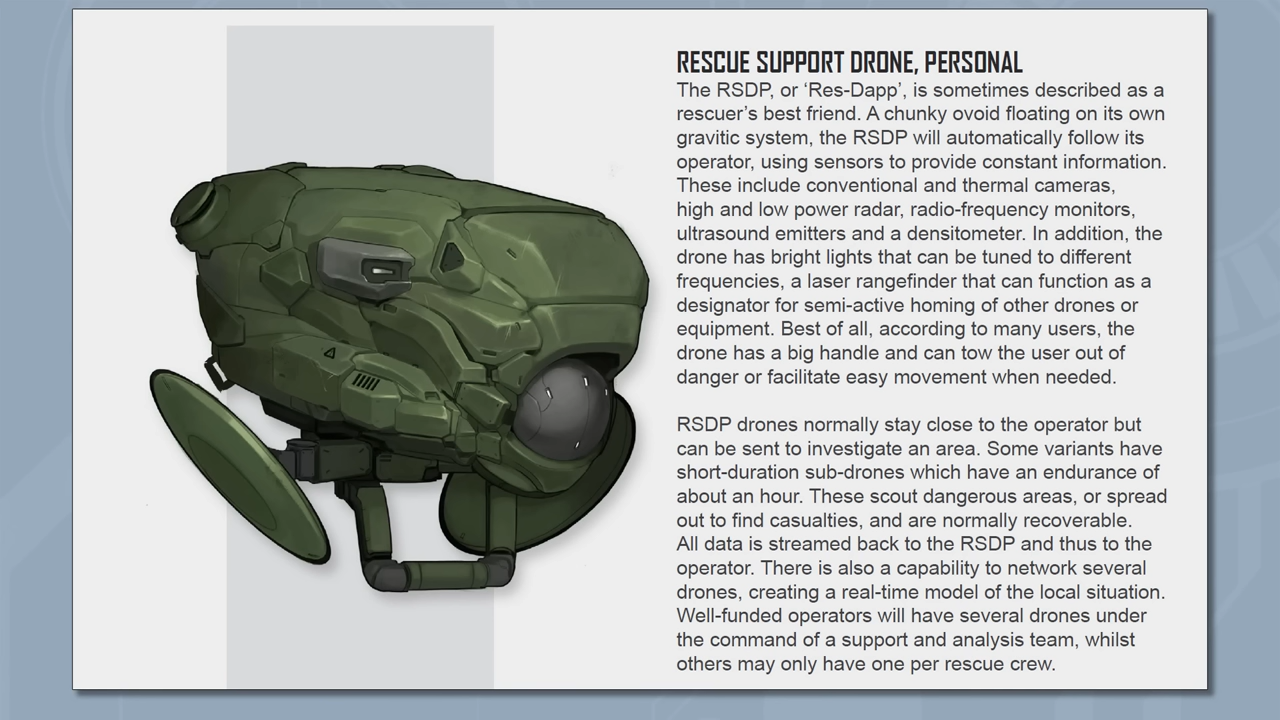 RESCUE SUPPORT DRONE, PERSONAL
The RSDP, or ‘Res-Dapp’, is sometimes described as a
rescuer’s best friend. A chunky ovoid floating on its own
gravitic system, the RSDP will automatically follow its
operator, using sensors to provide constant information.
These include conventional and thermal cameras,
high and low power radar, radio-frequency monitors,
ultrasound emitters and a densitometer. In addition, the
drone has bright lights that can be tuned to different
frequencies, a laser rangefinder that can function as a
designator for semi-active homing of other drones or
equipment. Best of all, according to many users, the
drone has a big handle and can tow the user out of
danger or facilitate easy movement when needed.
RSDP drones normally stay close to the operator but
can be sent to investigate an area. Some variants have
short-duration sub-drones which have an endurance of
about an hour. These scout dangerous areas, or spread
out to find casualties, and are normally recoverable.
All data is streamed back to the RSDP and thus to the
operator. There is also a capability to network several
drones, creating a real-time model of the local situation.
Well-funded operators will have several drones under
the command of a support and analysis team, whilst
others may only have one per rescue crew.